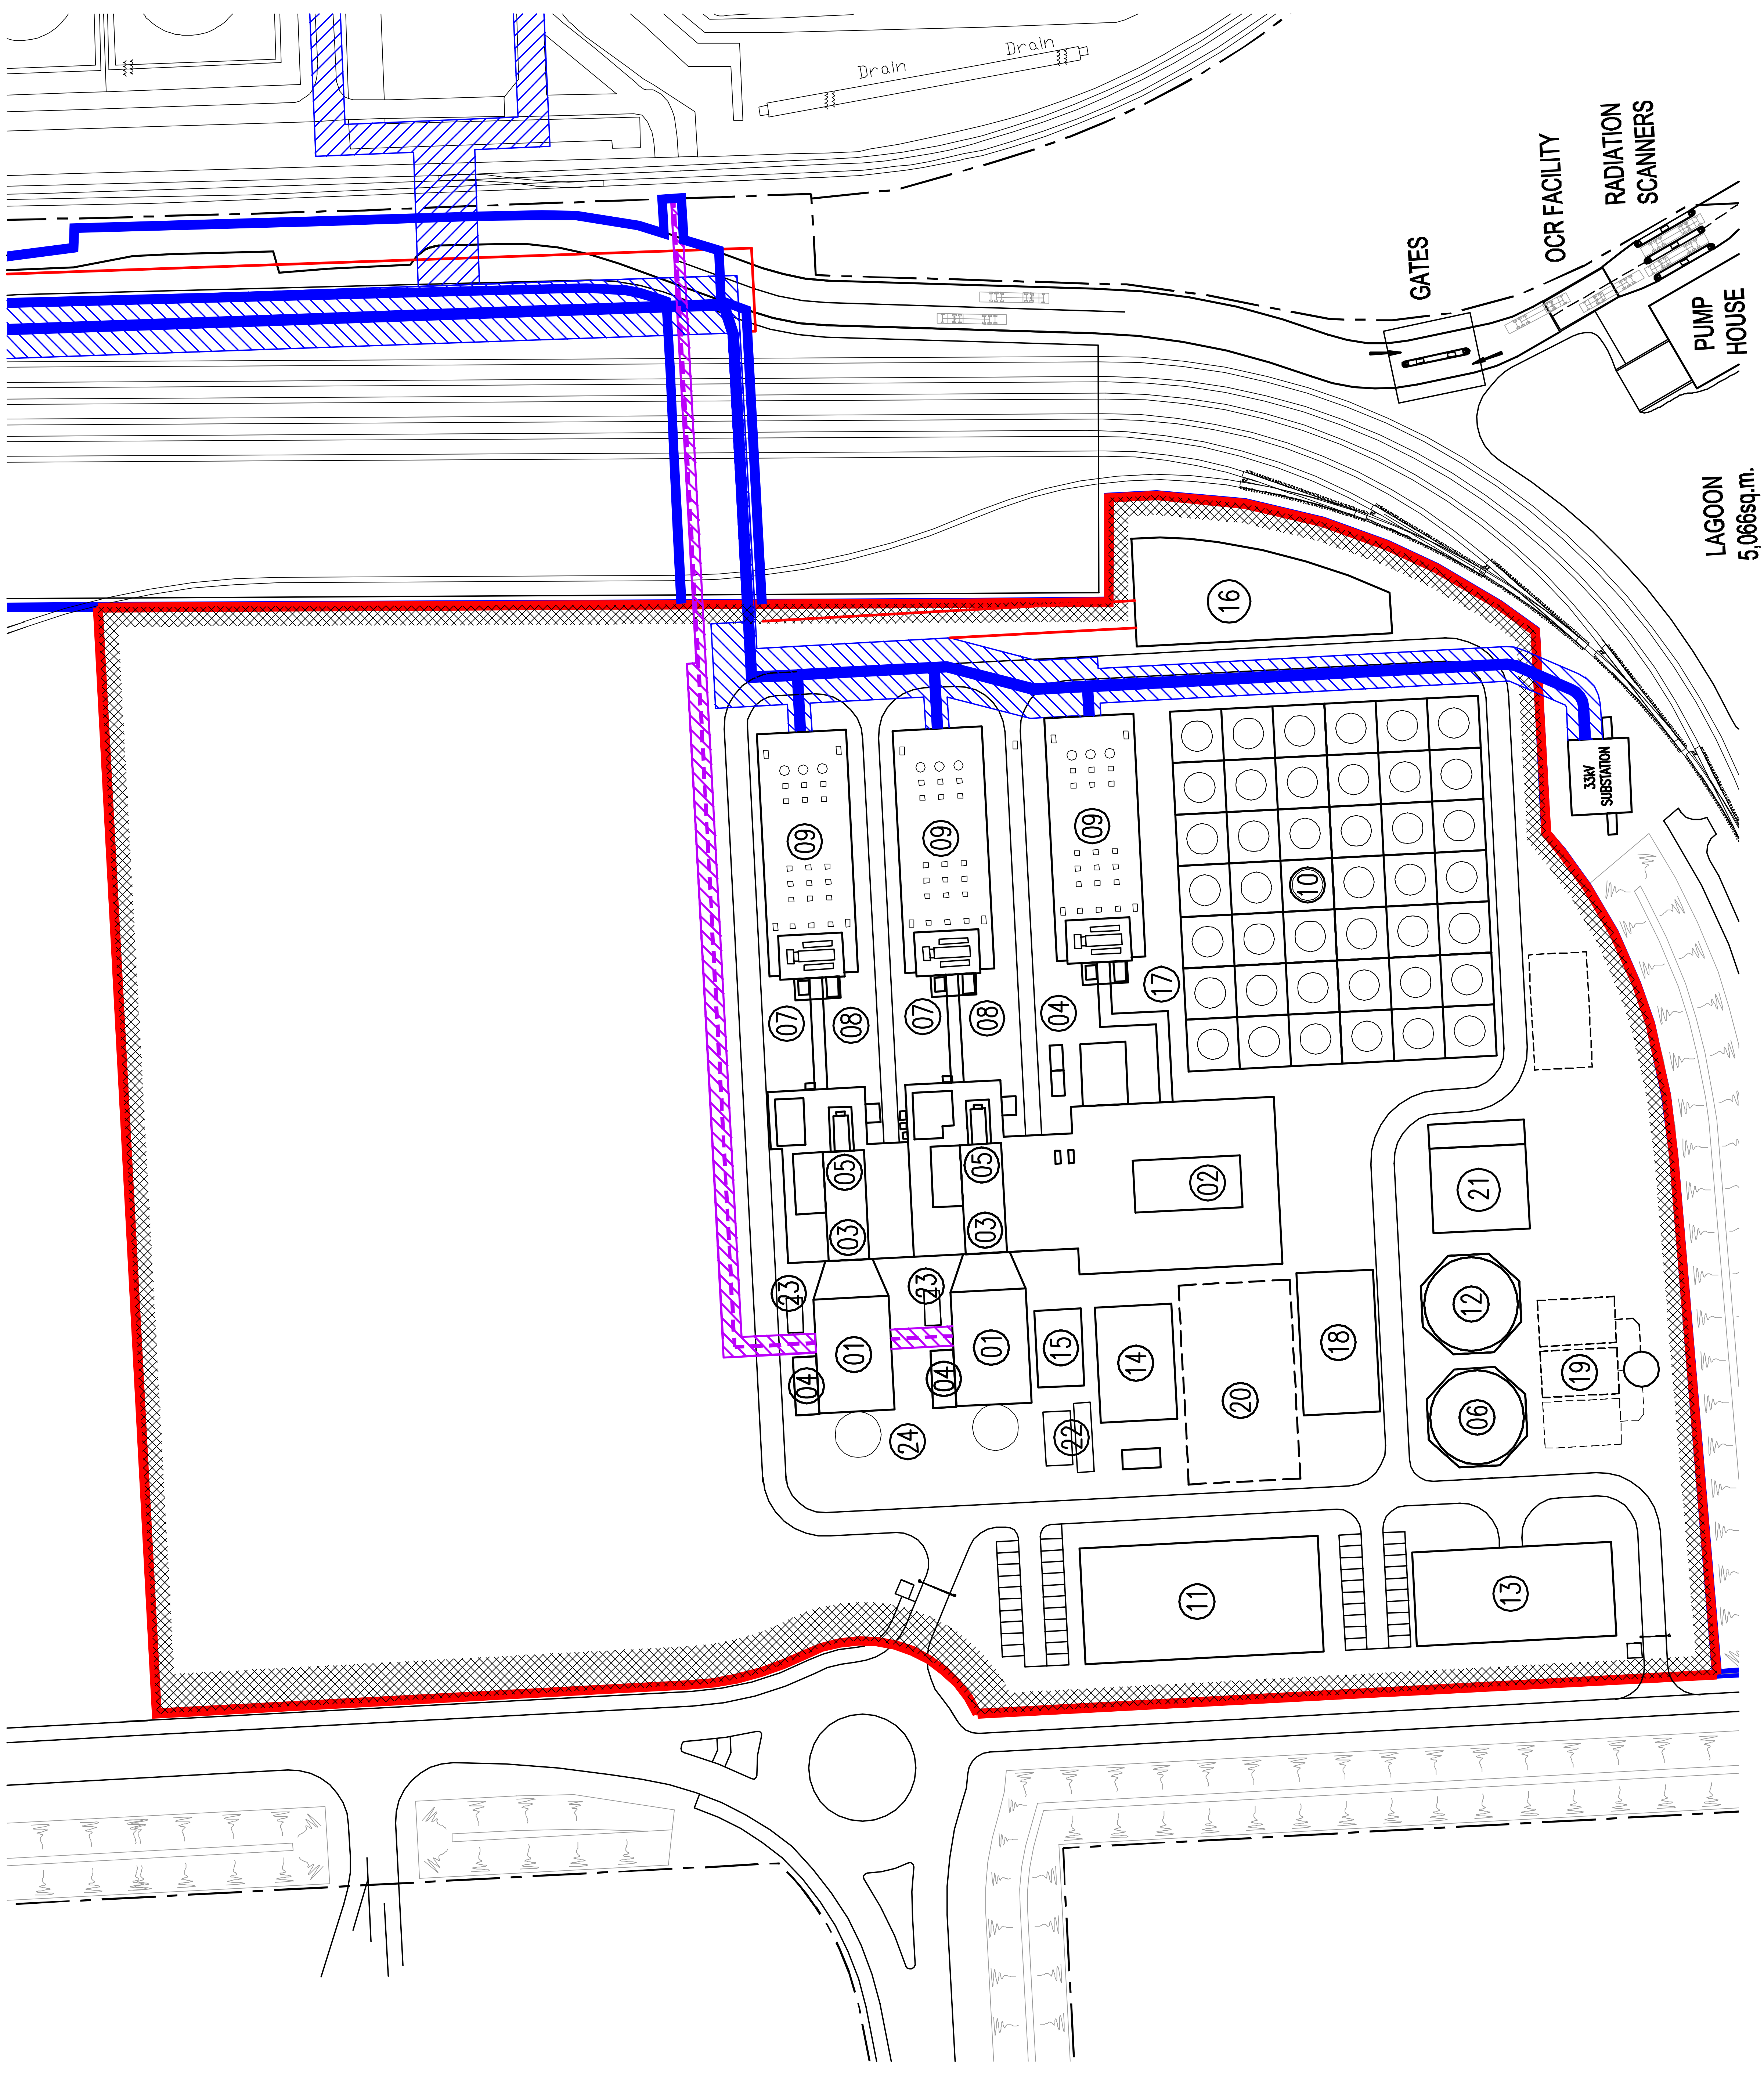 Drain
Drain
OCR FACILITY
RADIATION
SCANNERS
GATES
PUMP
HOUSE
LAGOON
5,066sq.m.
16
33kV
SUBSTATION
09
09
09
10
07
08
07
08
04
17
05
05
02
21
03
03
23
23
12
01
01
15
14
18
19
04
04
20
06
24
22
11
13